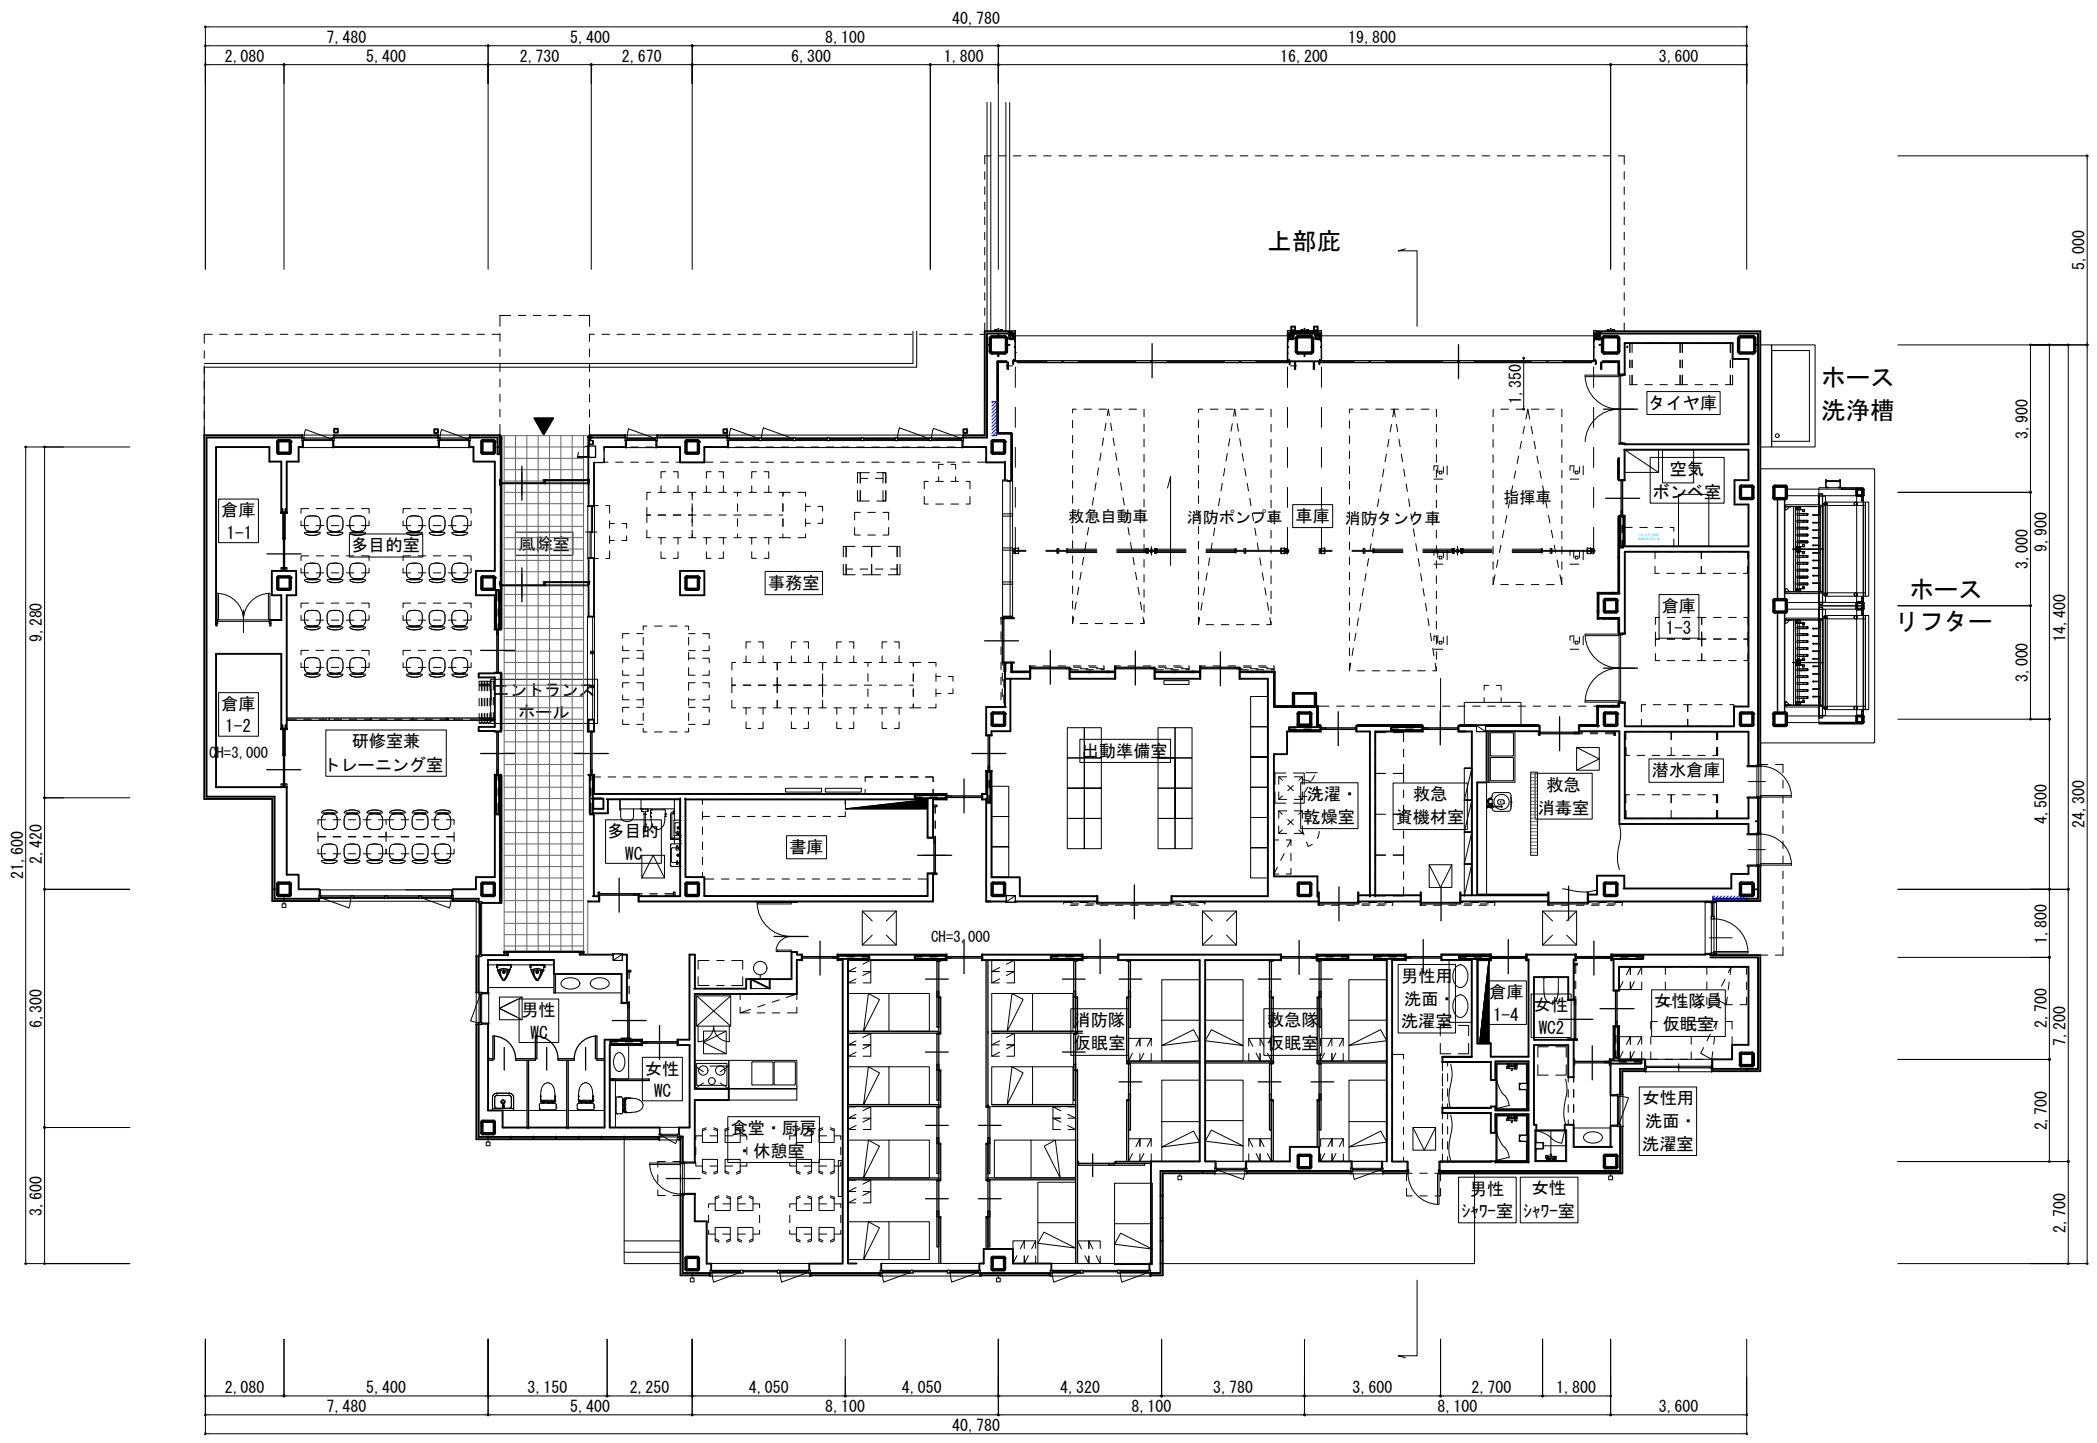 40,780
7,480
5,400
8,100
19,800
2,080
5,400
2,730
2,670
6,300
1,800
16,200
3,600
上部庇
5,000
1,350
タイヤ庫
ホース
洗浄槽
3,900
空気
ボンベ室
倉庫
1-1
多目的室
風除室
救急自動車
消防ポンプ車
車庫
消防タンク車
指揮車
事務室
倉庫
1-3
ホース
リフター
3,000
9,900
3,000
14,400
24,300
9,280
21,600
倉庫
1-2
CH=3,000
エントランス
ホール
研修室兼
トレーニング室
出動準備室
洗濯・
乾燥室
救急
資機材室
救急
消毒室
潜水倉庫
4,500
2,420
多目的
WC
書庫
CH=3,000
1,800
6,300
男性
WC
女性
WC
食堂・厨房
・休憩室
消防隊
仮眠室
救急隊
仮眠室
男性用
洗面・
洗濯室
倉庫
1-4
女性
WC2
女性隊員
仮眠室
2,700
7,200
2,700
女性用
洗面・
洗濯室
男性
シャワー室
女性
シャワー室
3,600
2,700
2,080
5,400
3,150
2,250
4,050
4,050
4,320
3,780
3,600
2,700
1,800
7,480
5,400
8,100
8,100
8,100
3,600
40,780